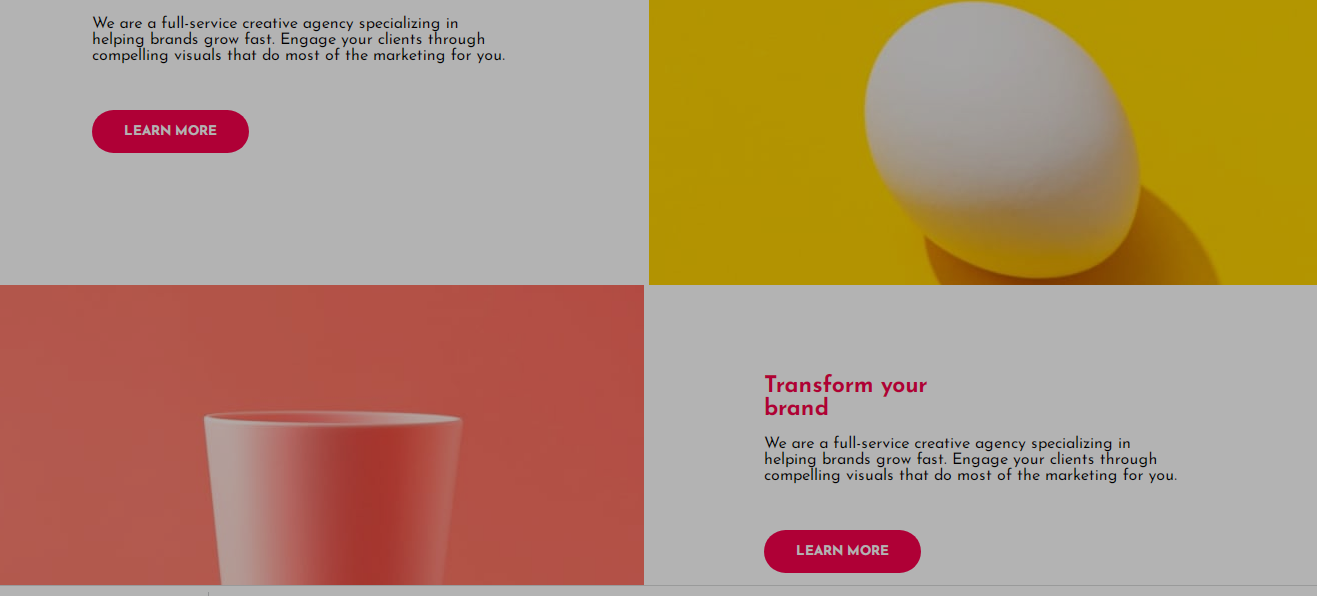 We are a full-service creative agency specializing in
helping brands grow fast. Engage your clients through
compelling visuals that do most of the marketing for you.
LEARN MORE
Transform your
brand
We are a full-service creative agency specializing in
helping brands grow fast. Engage your clients through
compelling visuals that do most of the marketing for you.
LEARN MORE